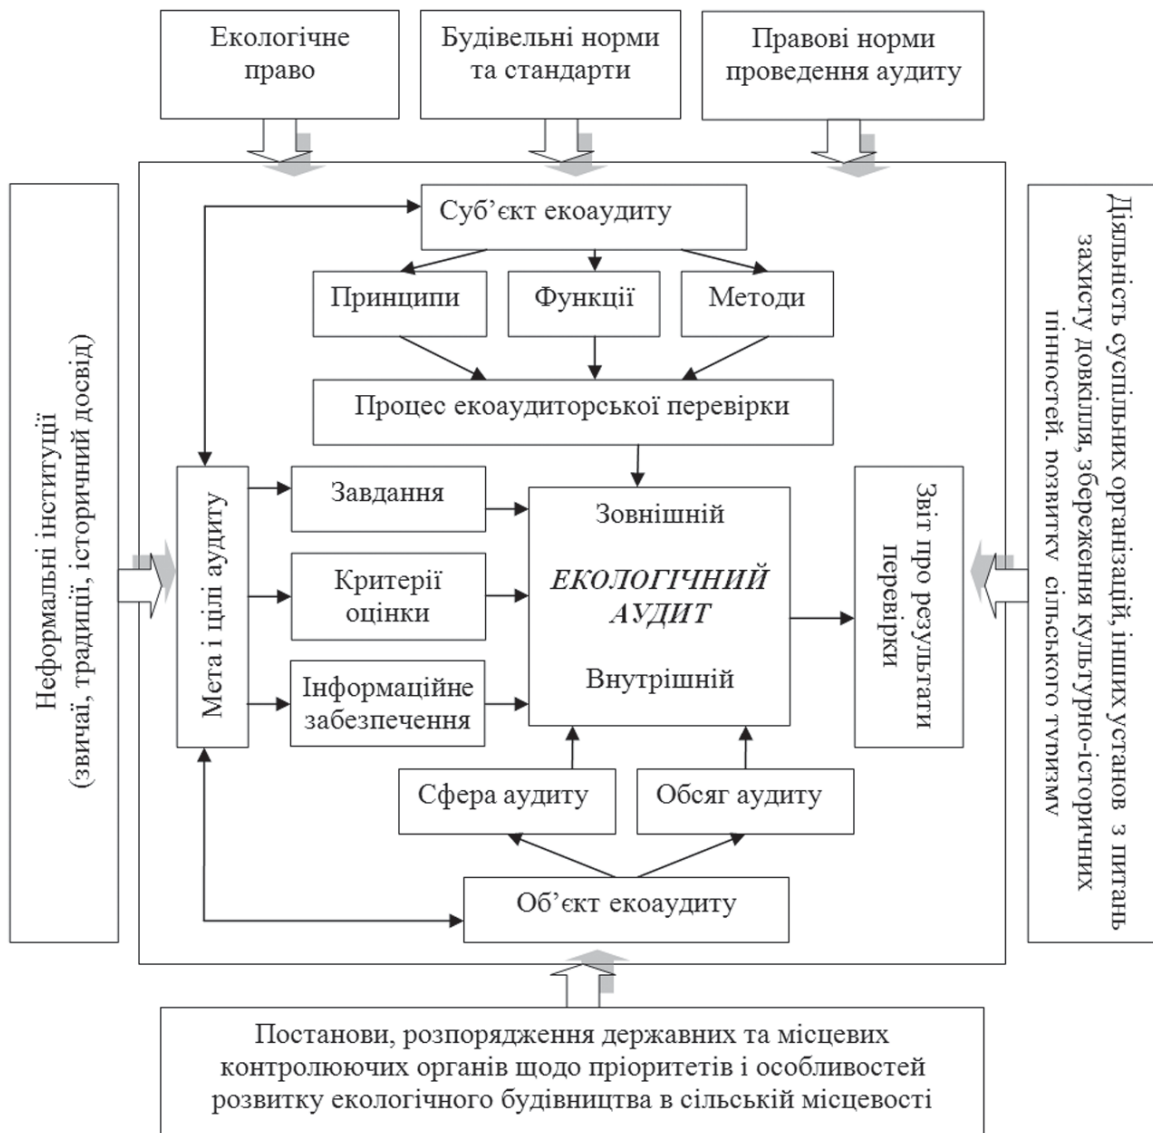 Екологічне
право
Будівельні норми
та стандарти
Правові норми
проведення аудиту
Неформальні інституції
(звичаї, традиції, історичний досвід)
Суб’єкт екоаудиту
Принципи
Функції
Методи
Процес екоаудиторської перевірки
Мета і цілі аудиту
Завдання
Критерії
оцінки
Інформаційне
забезпечення
Зовнішній
ЕКОЛОГІЧНИЙ
АУДИТ
Внутрішній
Звіт про результати
перевірки
Сфера аудиту
Обсяг аудиту
Об’єкт екоаудиту
Діяльність суспільних організацій, інших установ з питань
захисту довкілля, збереження культурно-історичних
цінностей, розвитку сільського туризму
Постанови, розпорядження державних та місцевих
контролюючих органів щодо пріоритетів і особливостей
розвитку екологічного будівництва в сільській місцевості